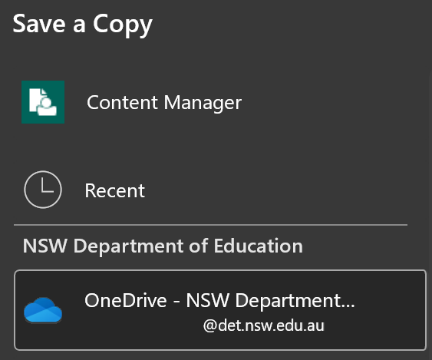 Save a Copy
Content Manager
Recent
NSW Department of Education
OneDrive - NSW Department...
@det.nsw.edu.au